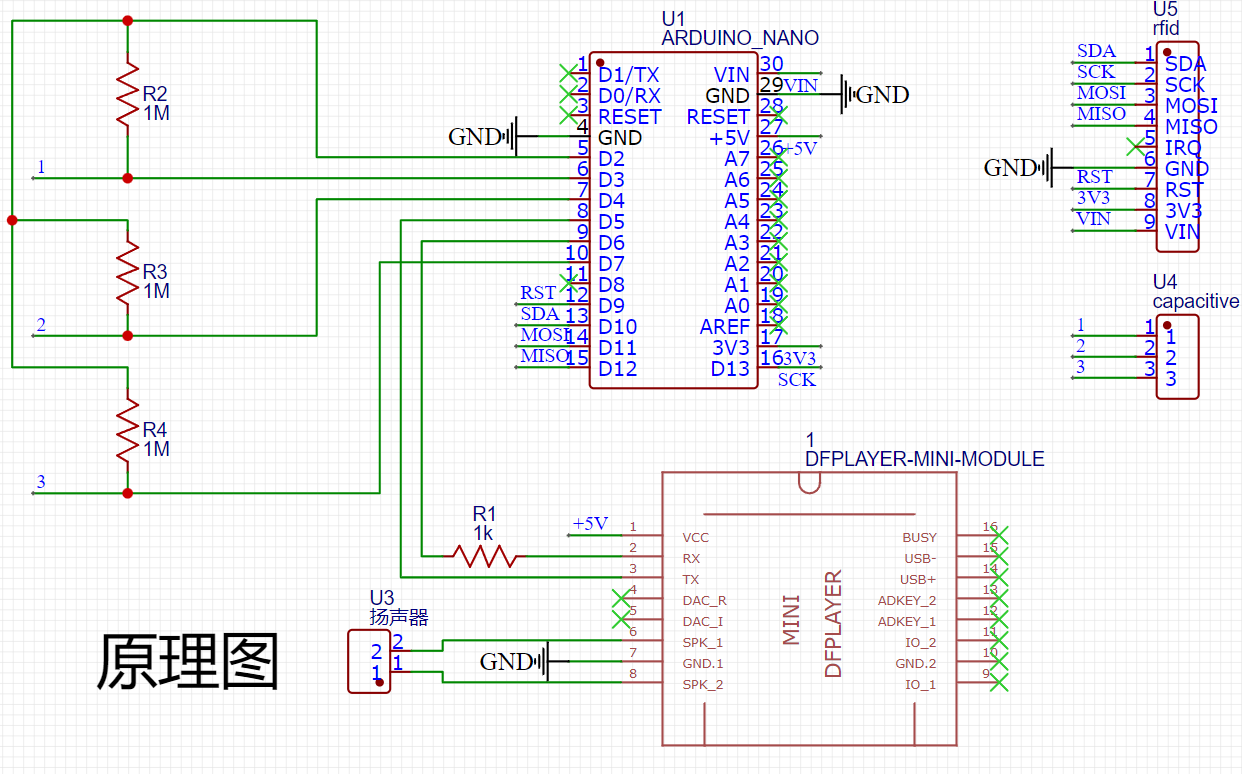 R2
1M
1
R3
1M
2
R4
1M
3
U1
ARDUINO_NANO
1 D1/TX
2 D0/RX
3 RESET
GND 4 GND
5 D2
6 D3
7 D4
8 D5
9 D6
10 D7
11 D8
RST 12 D9
SDA 13 D10
MOSI 14 D11
MISO 15 D12
VIN 30 VIN
GND 29 GND
RESET 28
+5V 27 +5V
A7 26
A6 25
A5 24
A4 23
A3 22
A2 21
A1 20
A0 19
AREF 18
3V3 17 3V3
D13 16 SCK
U5
rfid
SDA 1 SDA
SCK 2 SCK
MOSI 3 MOSI
MISO 4 MISO
5 IRQ
GND 6 GND
RST 7 RST
3V3 8 3V3
VIN 9 VIN
U4
capacitive
1 1 1
2 2 2
3 3 3
1
DFPLAYER-MINI-MODULE
R1
1k
+5V 1 VCC
2 RX
3 TX
4 DAC_R
5 DAC_I
6 SPK_1
GND 7 GND.1
8 SPK_2
MINI
DFPLAYER
BUSY 16
USB- 15
USB+ 14
ADKEY_2 13
ADKEY_1 12
IO_2 11
GND.2 10
IO_1 9
U3
扬声器
2 2
1 1
原理图